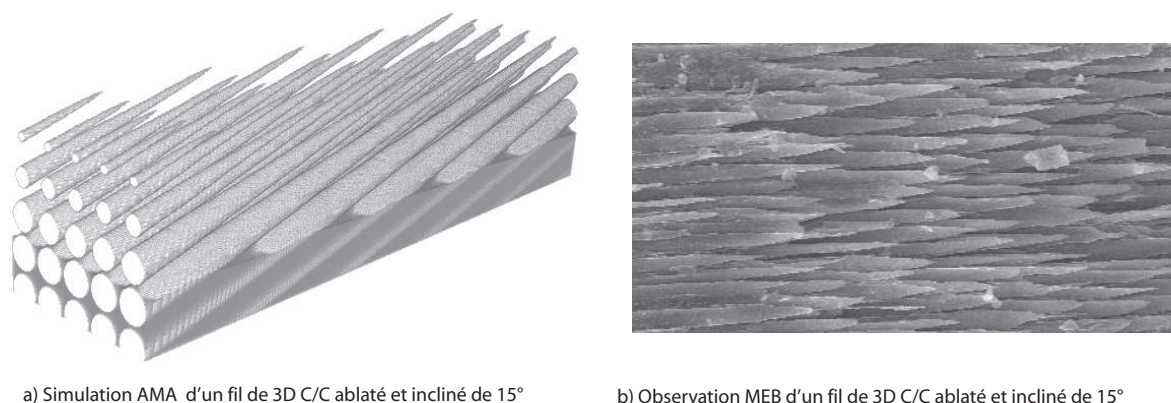 a) Simulation AMA d'un fil de 3D C/C ablaté et incliné de 15°
b) Observation MEB d'un fil de 3D C/C ablaté et incliné de 15°